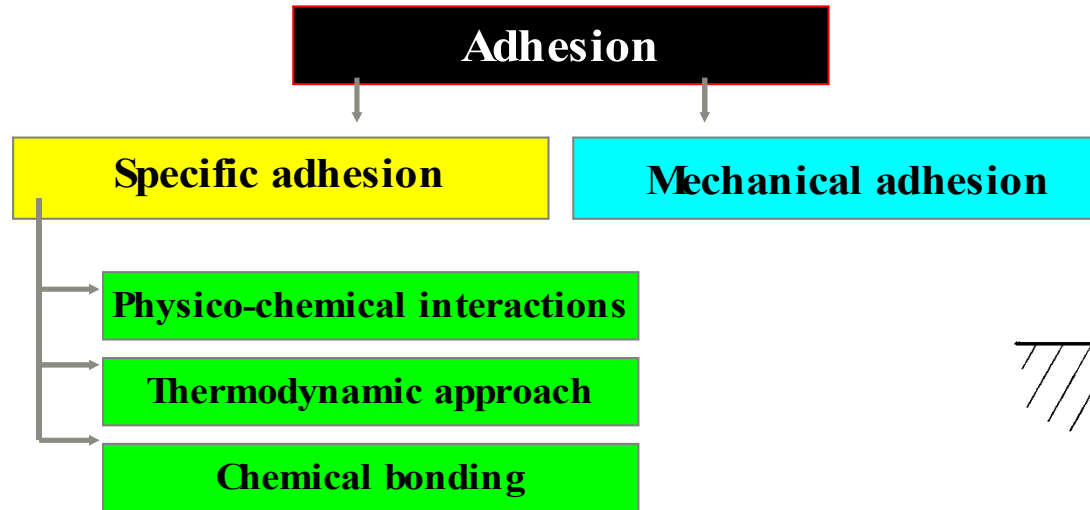 Adhesion
Specific adhesion
Mechanical adhesion
Physico-chemical interactions
Thermodynamic approach
Chemical bonding